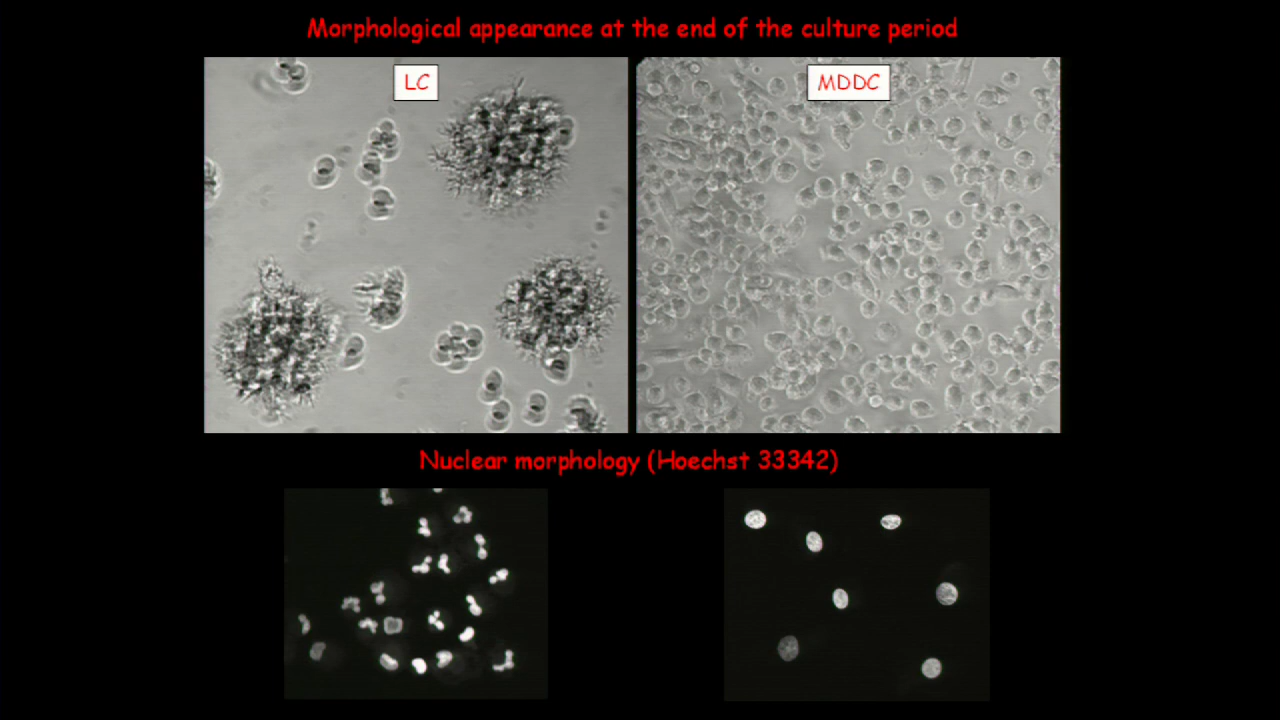 Morphological appearance at the end of the culture period
LC
MDDC
Nuclear morphology (Hoechst 33342)